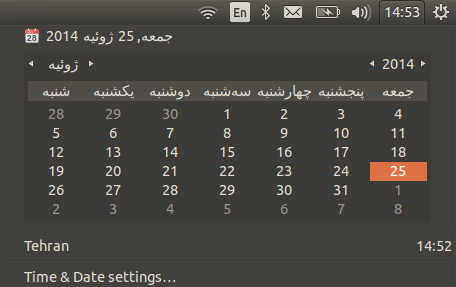 En 14:53
جمعه, 25 ژوئیه 2014
ژوئیه 2014
شنبه یکشنبه دوشنبه سه‌شنبه چهارشنبه پنجشنبه جمعه
28 29 30 1 2 3 4
5 6 7 8 9 10 11
12 13 14 15 16 17 18
19 20 21 22 23 24 25
26 27 28 29 30 31 1
2 3 4 5 6 7 8
Tehran 14:52
Time & Date settings...